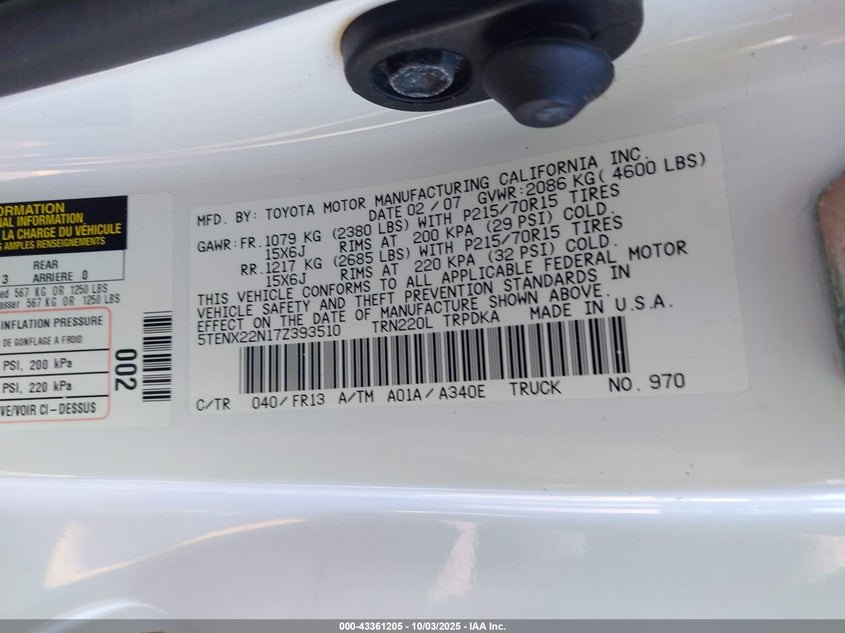 ORMATION
NAL INFORMATION
LA CHARGE DU VÉHICULE
AMPLES RENSEIGNEMENTS
REAR
3 ARRIERE 0
567 KG OR 1250 LBS
asser 567 KG OR 1250 LBS
INFLATION PRESSURE
DE GONFLAGE A FROID
PSI, 200 kPa
PSI, 220 kPa
VE/VOIR CI - DESSUS
002
MFD. BY: TOYOTA MOTOR MANUFACTURING CALIFORNIA INC.
DATE 02 / 07 GVWR: 2086 KG ( 4600 LBS)
GAWR: FR. 1079 KG (2380 LBS) WITH P215/70R15 TIRES
15X6J RIMS AT 200 KPA (29 PSI) COLD.
RR. 1217 KG (2685 LBS) WITH P215/70R15 TIRES
15X6J RIMS AT 220 KPA (32 PSI) COLD.
THIS VEHICLE CONFORMS TO ALL APPLICABLE FEDERAL MOTOR
VEHICLE SAFETY AND THEFT PREVENTION STANDARDS IN
EFFECT ON THE DATE OF MANUFACTURE SHOWN ABOVE.
5TENX22N17Z393510 TRN220L TRPDKA MADE IN U.S.A.
C/TR 040/FR13 A/TM A01A/A340E TRUCK NO. 970
000-43361205 - 10/03/2025 - IAA Inc.